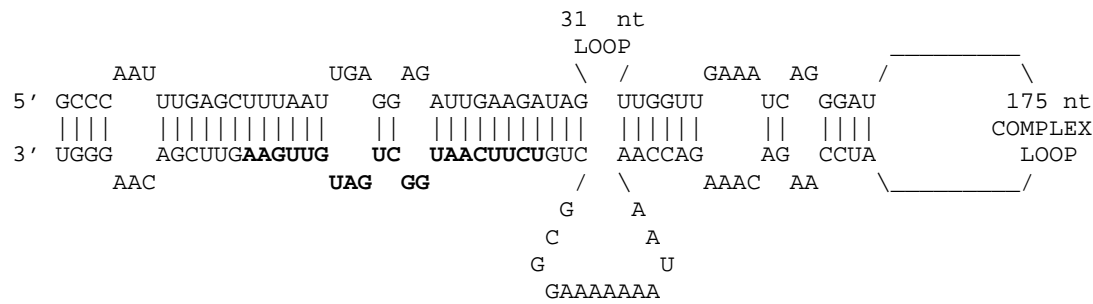 31 nt
LOOP
AAU UGA AG GAAA AG
5′ GCCC UUGAGCUUUAAU GG AUUGAAGAUAG UUGGUU UC GGAU 175 nt
COMPLEX
3′ UGGG AGCUUGAAGUUG UC UAACUUCUGUC AACCAG AG CCUA LOOP
AAC UAG GG AAAC AA
G A
C A
G U
GAAAAAAA